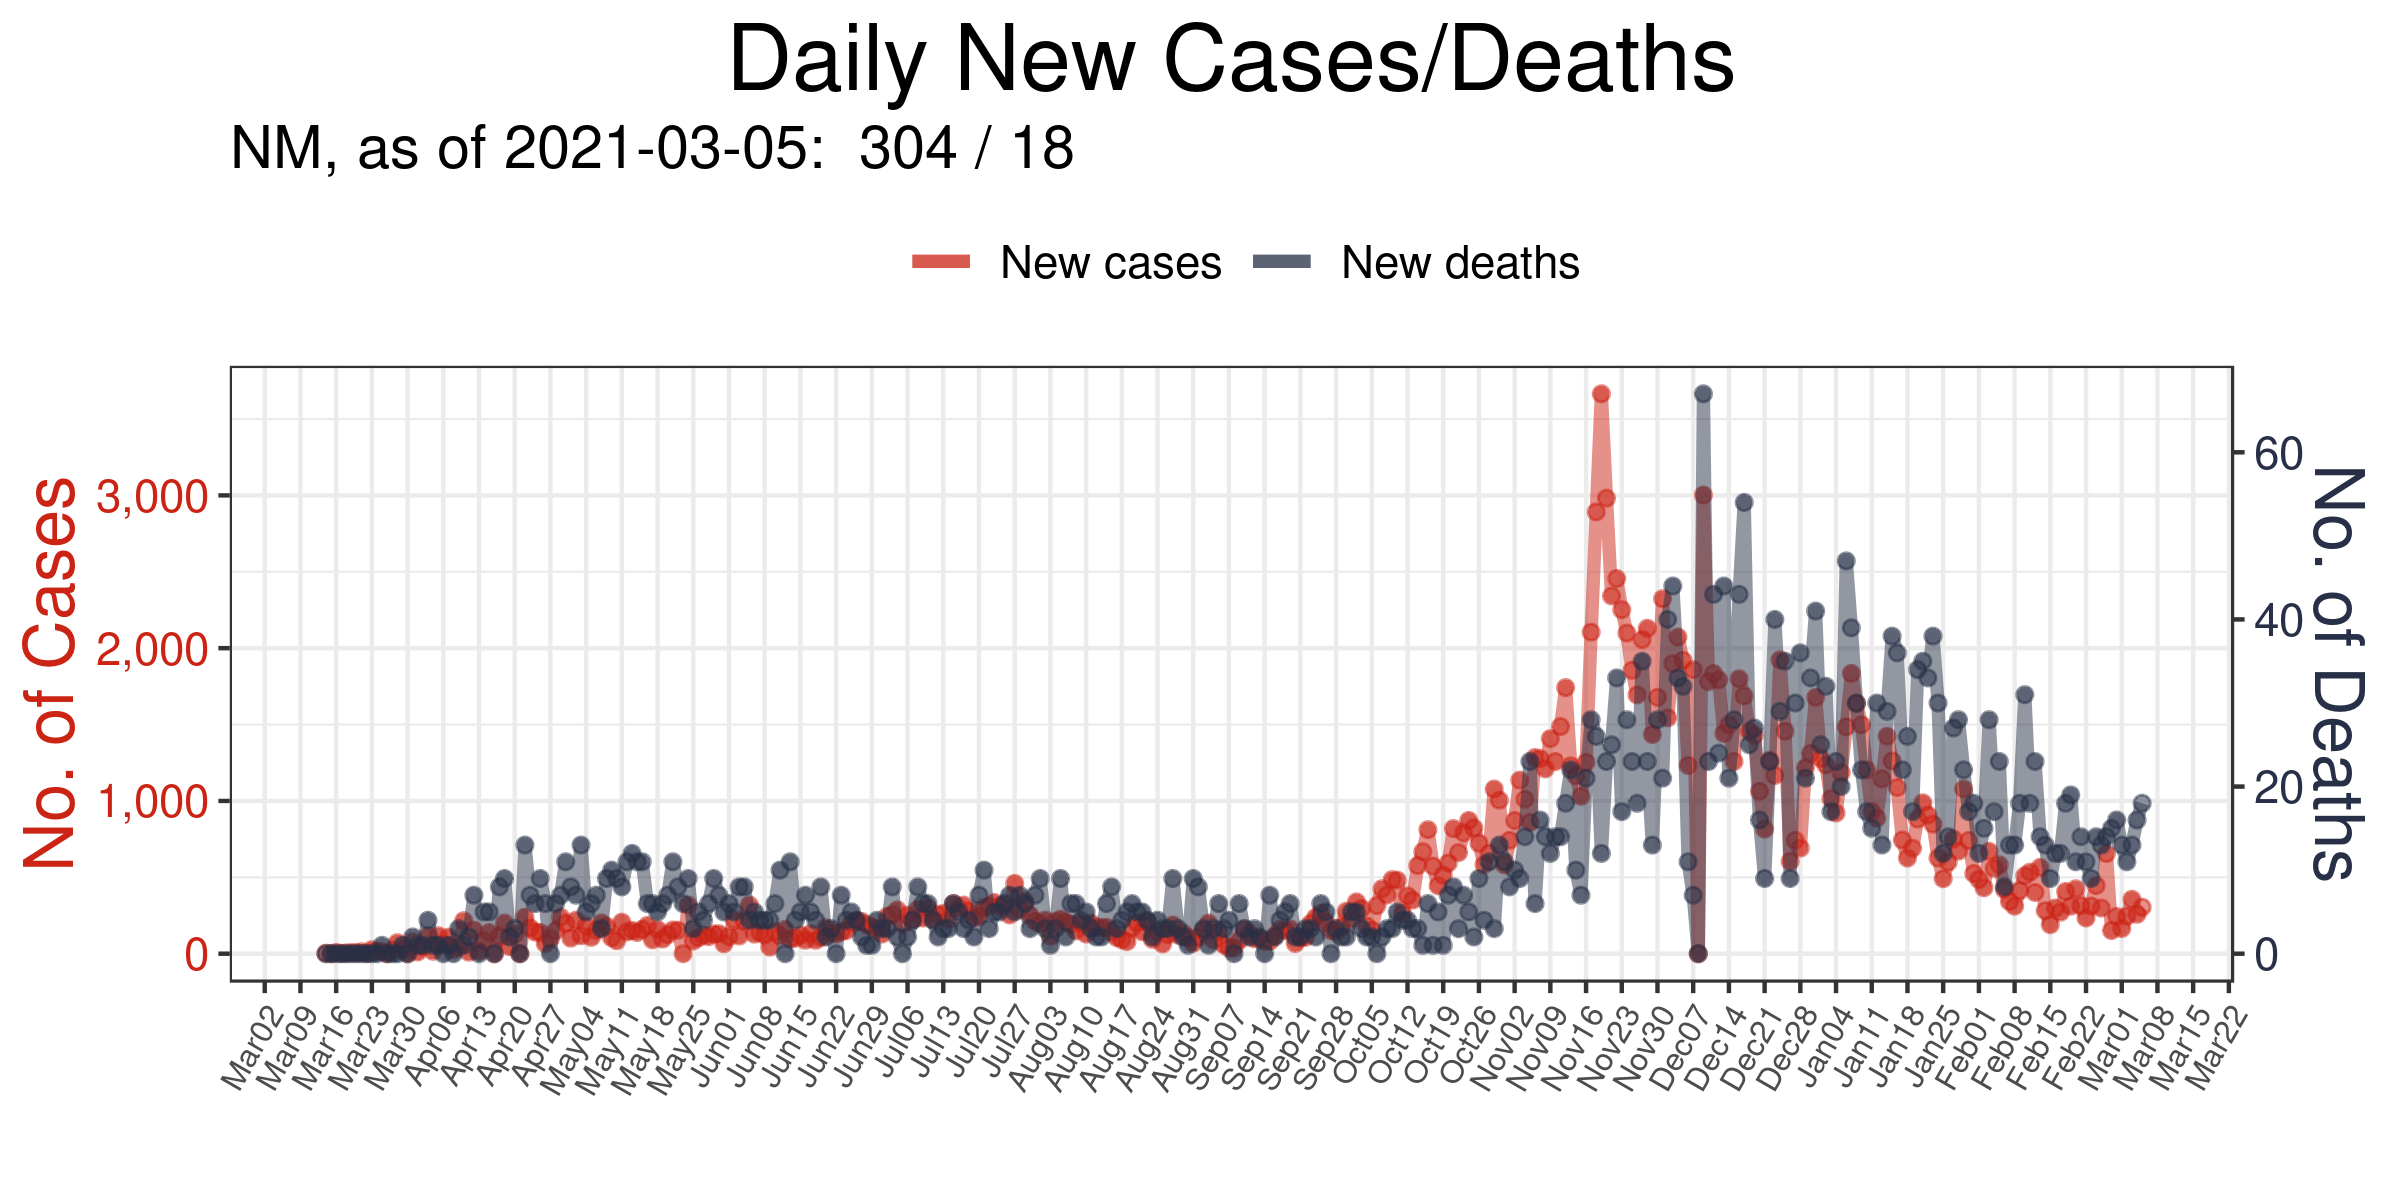 Daily New Cases/Deaths
NM, as of 2021-03-05: 304 / 18
New cases
New deaths
No. of Cases
3,000
2,000
1,000
0
60
40
20
0
No. of Deaths
Mar02
Mar09
Mar16
Mar23
Mar30
Apr06
Apr13
Apr20
Apr27
May04
May11
May18
May25
Jun01
Jun08
Jun15
Jun22
Jun29
Jul06
Jul13
Jul20
Jul27
Aug03
Aug10
Aug17
Aug24
Aug31
Sep07
Sep14
Sep21
Sep28
Oct05
Oct12
Oct19
Oct26
Nov02
Nov09
Nov16
Nov23
Nov30
Dec07
Dec14
Dec21
Dec28
Jan04
Jan11
Jan18
Jan25
Feb01
Feb08
Feb15
Feb22
Mar01
Mar08
Mar15
Mar22